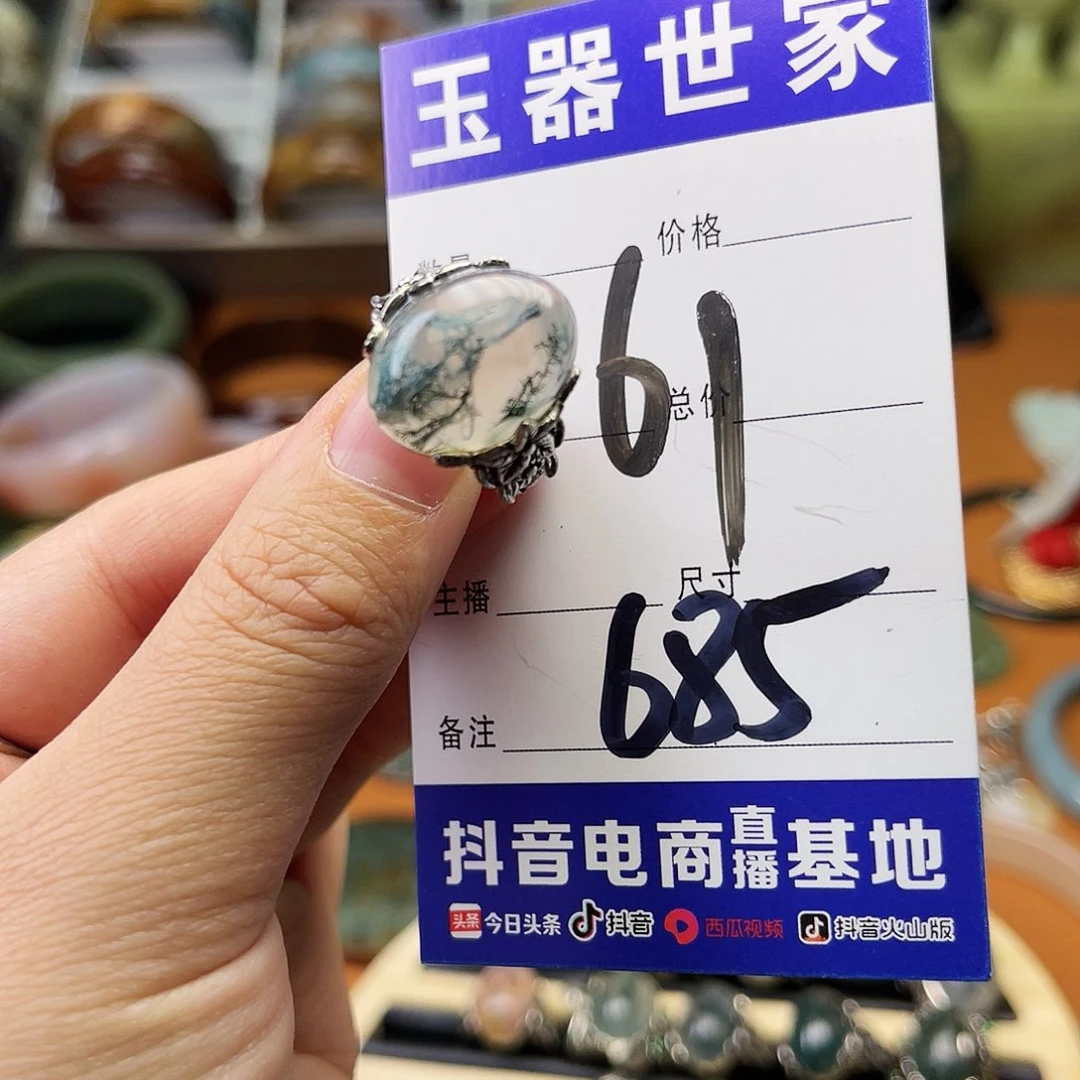 玉器世家
价格
61
总价
主播
尺寸
685
备注
抖音电商直播基地
头条 今日头条 抖音 西瓜视频 抖音火山版